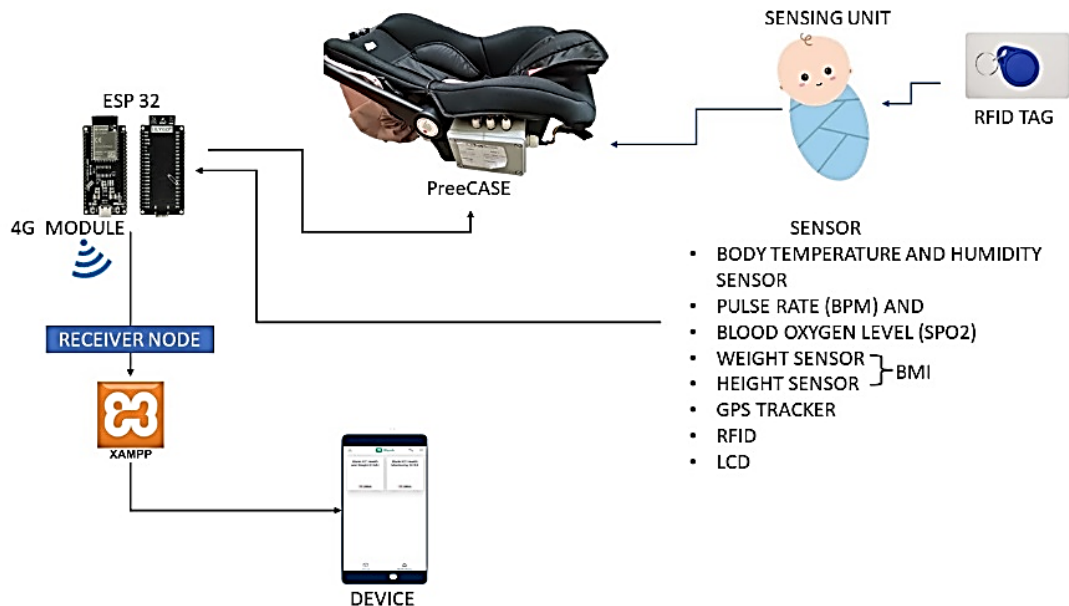 SENSING UNIT
ESP 32
RFID TAG
PreeCASE
4G MODULE
SENSOR
• BODY TEMPERATURE AND HUMIDITY
SENSOR
• PULSE RATE (BPM) AND
• BLOOD OXYGEN LEVEL (SPO2)
• WEIGHT SENSOR
• HEIGHT SENSOR
BMI
• GPS TRACKER
• RFID
• LCD
RECEIVER NODE
XAMPP
DEVICE